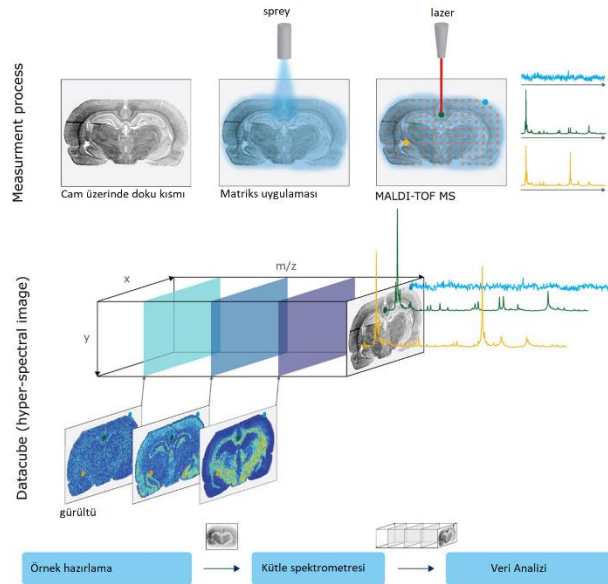 sprey
lazer
Measurment process
Cam üzerinde doku kısmı
Matriks uygulaması
MALDI-TOF MS
Datacube (hyper-spectral image)
x
m/z
y
gürültü
Örnek hazırlama
Kütle spektrometresi
Veri Analizi